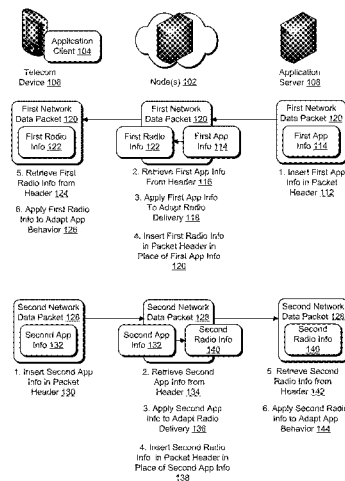 Application
Client 104
Telecom
Device 106
Node(s) 102
Application
Server 108
First Network
Data Packet 120
First Radio
Info 122
First Network
Data Packet 120
First Radio
Info 122
First App
Info 114
First Network
Data Packet 120
First App
Info 114
5. Retrieve First
Radio Info from
Header 124
6. Apply First Radio
Info to Adapt App
Behavior 126
2. Retrieve First App Info
From Header 116
3. Apply First App Info
To Adapt Radio
Delivery 118
4. Insert First Radio Info
in Packet Header in
Place of First App Info
120
1. Insert First App
Info in Packet
Header 112
Second Network
Data Packet 128
Second App
Info 132
Second Network
Data Packet 128
Second App
Info 132
Second
Radio Info
140
Second Network
Data Packet 128
Second
Radio Info
140
1. Insert Second App
Info in Packet
Header 130
2. Retrieve Second
App Info from
Header 134
3. Apply Second App
Info to Adapt Radio
Delivery 136
4. Insert Second Radio
Info in Packet Header in
Place of Second App Info
138
5 Retrieve Second
Radio Info from
Header 142
6. Apply Second Radio
Info to Adapt App
Behavior 144